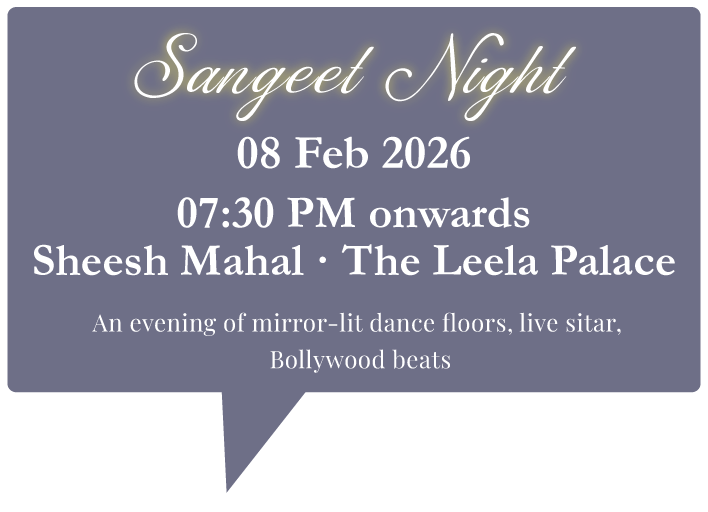 Sangeet Night
08 Feb 2026
07:30 PM onwards
Sheesh Mahal · The Leela Palace
An evening of mirror-lit dance floors, live sitar,
Bollywood beats